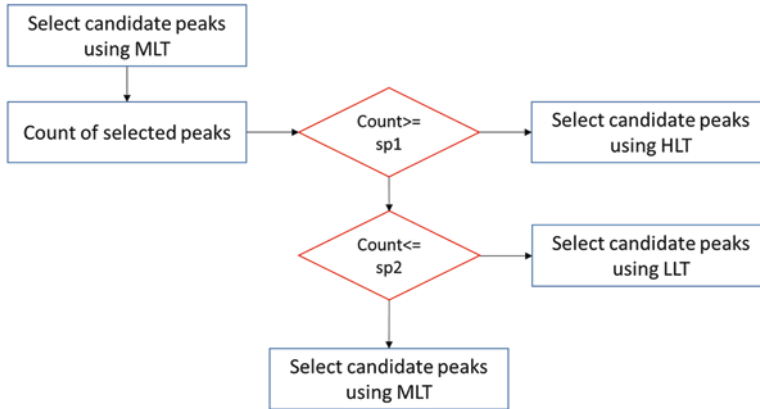 Select candidate peaks
using MLT
Count of selected peaks
Count>=
sp1
Select candidate peaks
using HLT
Count<=
sp2
Select candidate peaks
using LLT
Select candidate peaks
using MLT